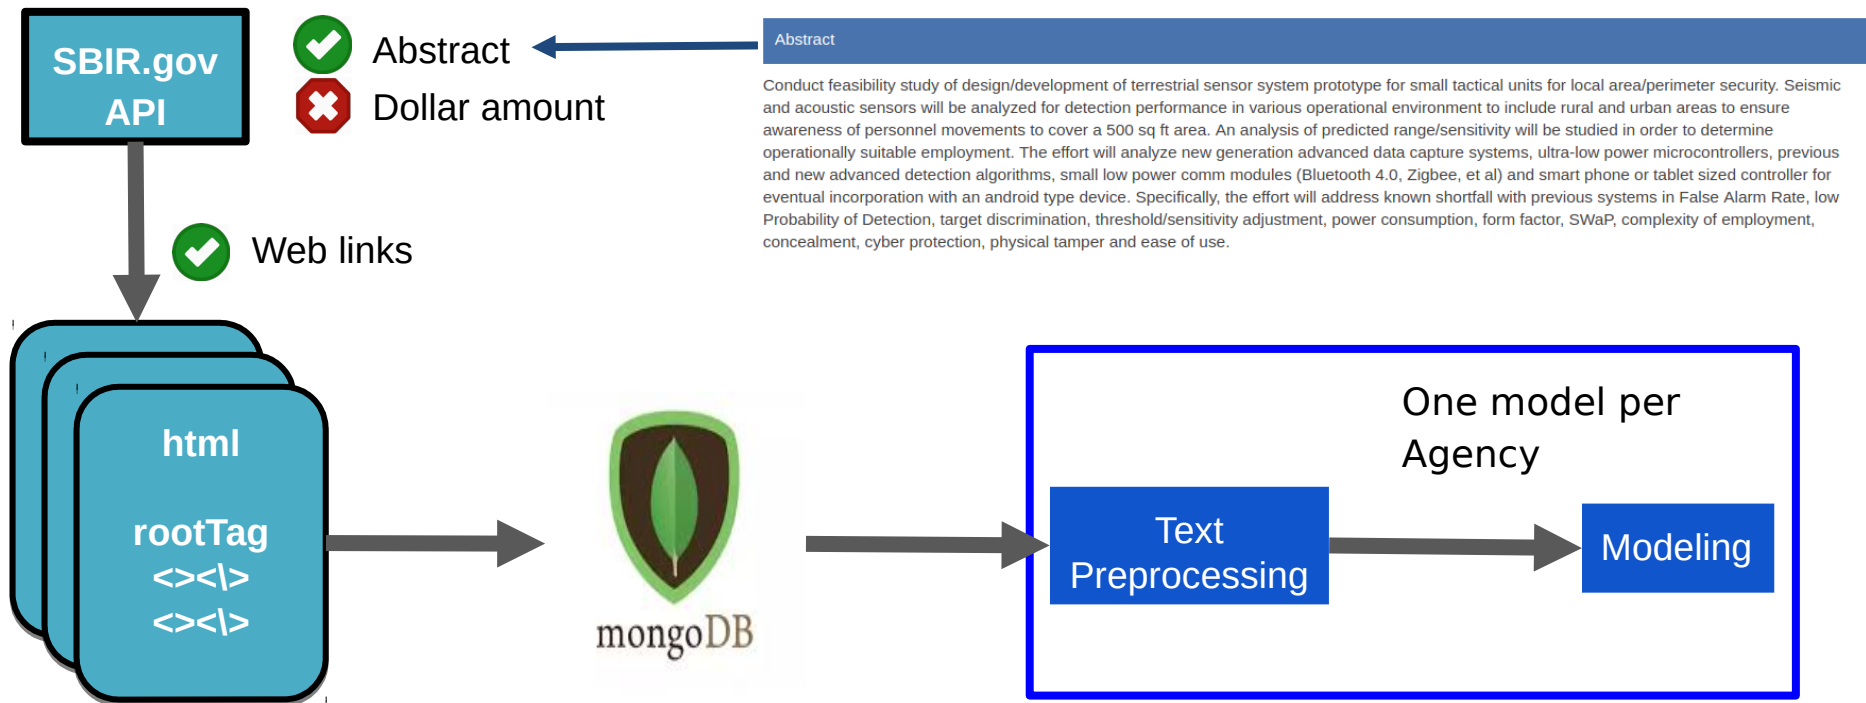 SBIR.gov
API
Abstract
Dollar amount
Abstract
Conduct feasibility study of design/development of terrestrial sensor system prototype for small tactical units for local area/perimeter security. Seismic
and acoustic sensors will be analyzed for detection performance in various operational environment to include rural and urban areas to ensure
awareness of personnel movements to cover a 500 sq ft area. An analysis of predicted range/sensitivity will be studied in order to determine
operationally suitable employment. The effort will analyze new generation advanced data capture systems, ultra-low power microcontrollers, previous
and new advanced detection algorithms, small low power comm modules (Bluetooth 4.0, Zigbee, et al) and smart phone or tablet sized controller for
eventual incorporation with an android type device. Specifically, the effort will address known shortfall with previous systems in False Alarm Rate, low
Probability of Detection, target discrimination, threshold/sensitivity adjustment, power consumption, form factor, SWaP, complexity of employment,
concealment, cyber protection, physical tamper and ease of use.
Web links
html
rootTag
<><\>
<><\>
mongoDB
One model per
Agency
Text
Preprocessing
Modeling